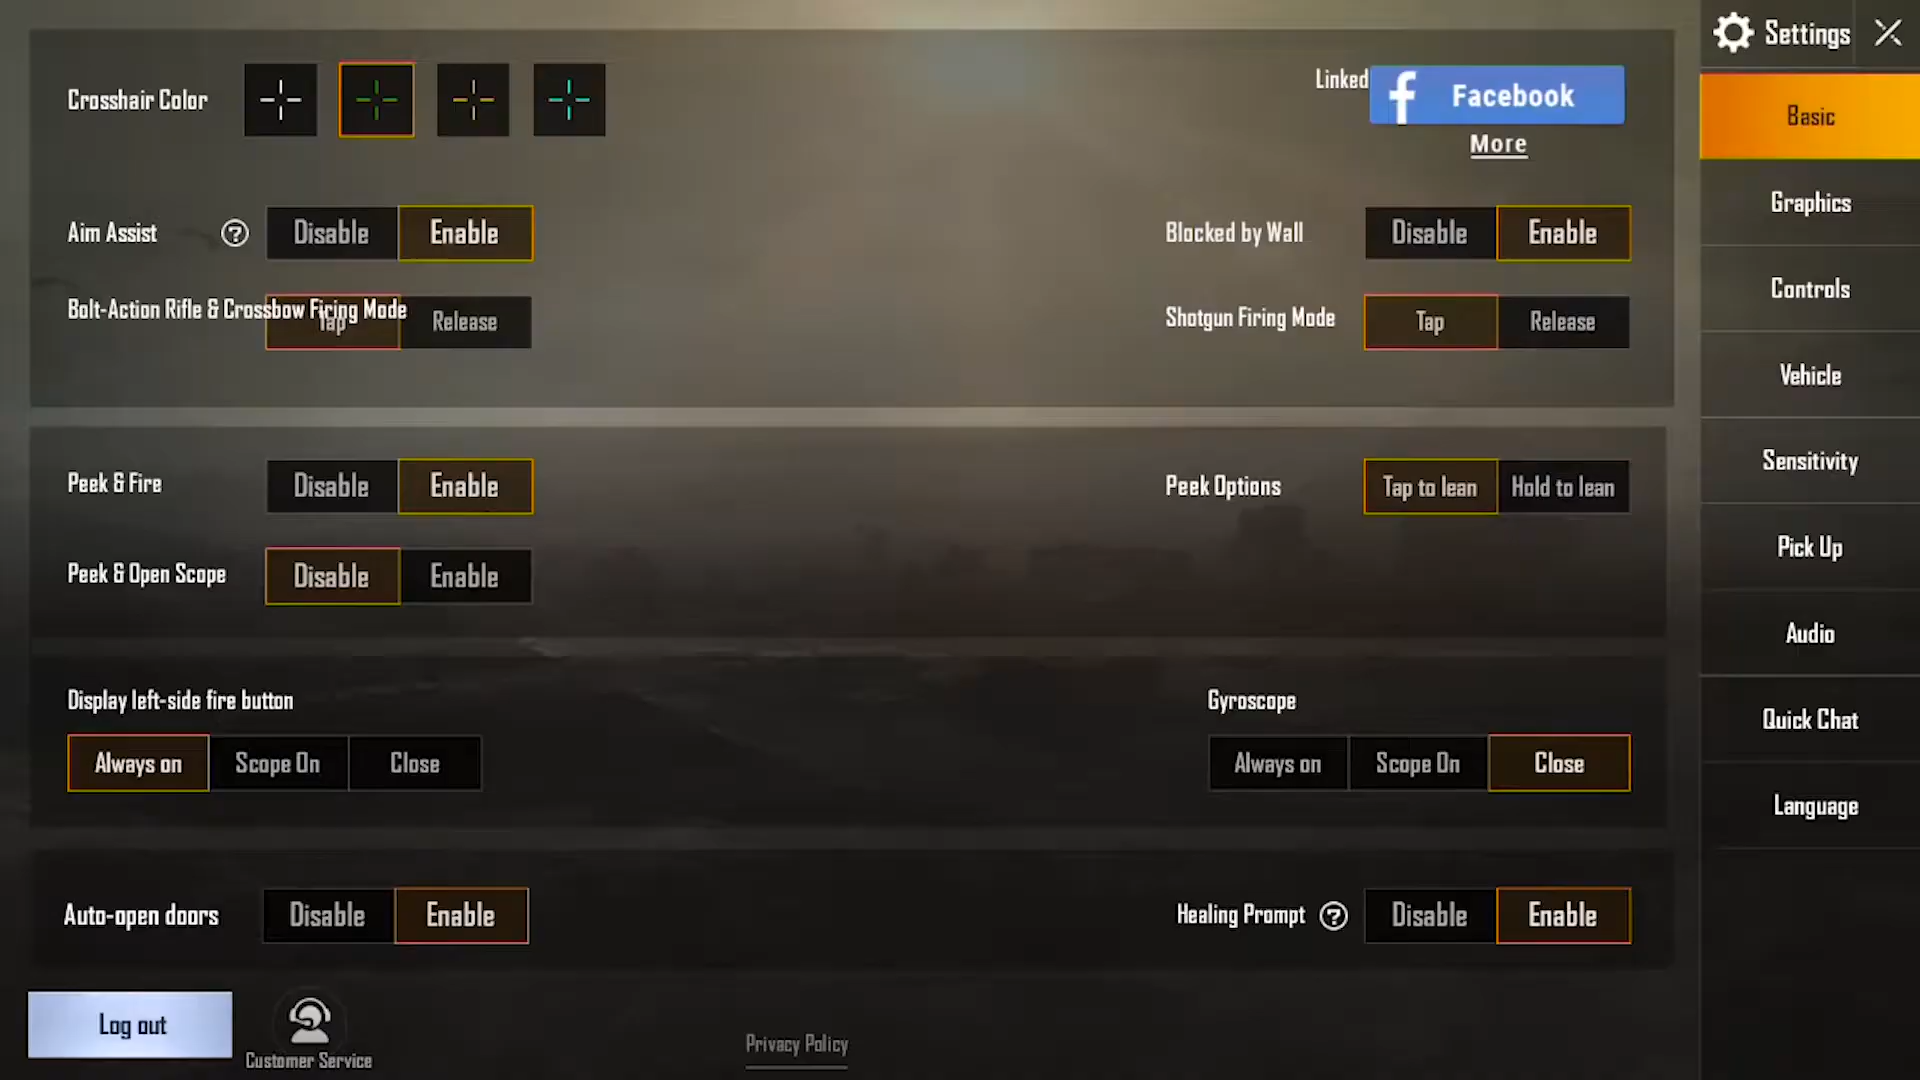 Settings
Crosshair Color
Linked
Facebook
More
Basic
Graphics
Controls
Vehicle
Sensitivity
Pick Up
Audio
Quick Chat
Language
Aim Assist ? Disable Enable
Blocked by Wall Disable Enable
Bolt-Action Rifle & Crossbow Firing Mode
Tap Release
Shotgun Firing Mode Tap Release
Peek & Fire Disable Enable
Peek Options Tap to lean Hold to lean
Peek & Open Scope Disable Enable
Display left-side fire button
Always on Scope On Close
Gyroscope
Always on Scope On Close
Auto-open doors Disable Enable
Healing Prompt ? Disable Enable
Log out
Customer Service
Privacy Policy